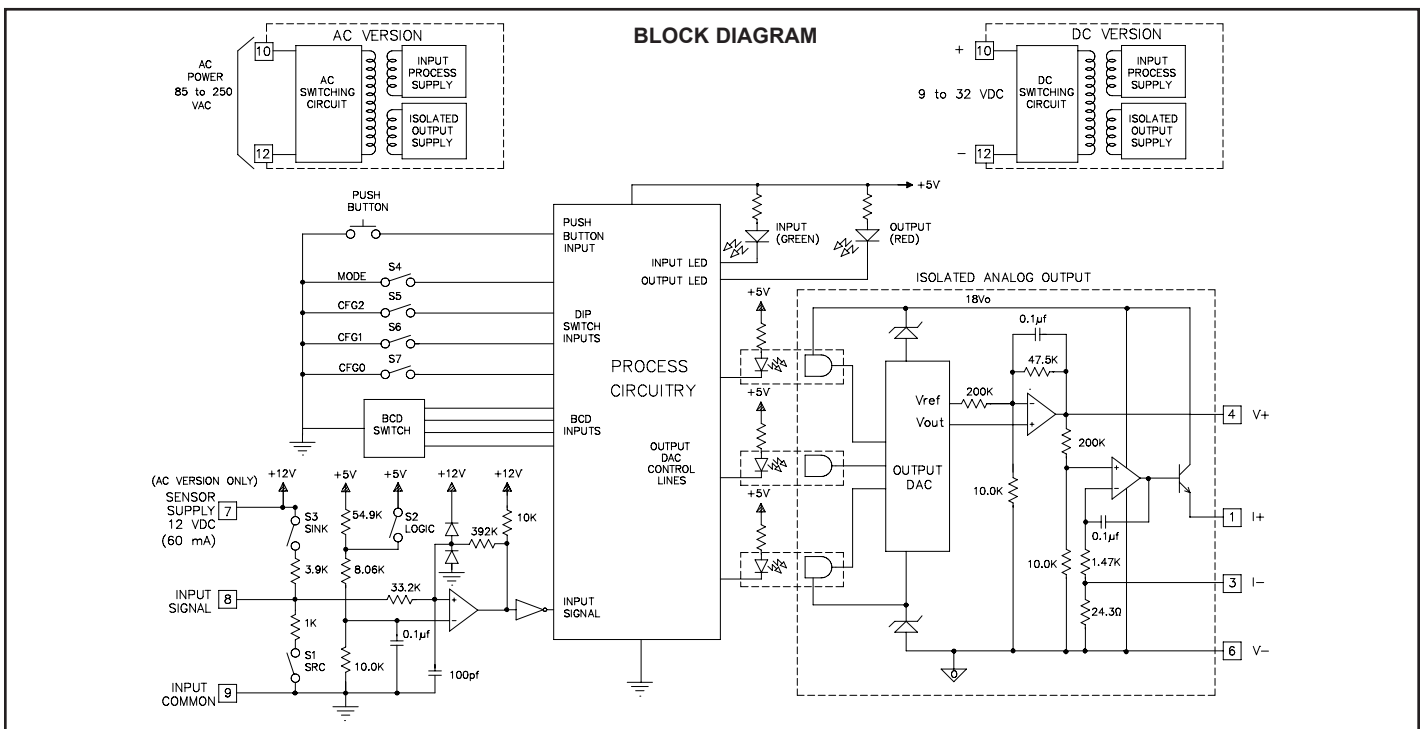 BLOCK DIAGRAM
AC VERSION
10
12
AC
POWER
85 to 250
VAC
AC
SWITCHING
CIRCUIT
INPUT
PROCESS
SUPPLY
ISOLATED
OUTPUT
SUPPLY
DC VERSION
+ 10
9 to 32 VDC
- 12
DC
SWITCHING
CIRCUIT
INPUT
PROCESS
SUPPLY
ISOLATED
OUTPUT
SUPPLY
PUSH
BUTTON
MODE S4
CFG2 S5
CFG1 S6
CFG0 S7
BCD
SWITCH
PUSH
BUTTON
INPUT
DIP
SWITCH
INPUTS
BCD
INPUTS
INPUT
SIGNAL
PROCESS
CIRCUITRY
INPUT LED
OUTPUT LED
OUTPUT
DAC
CONTROL
LINES
+5V
INPUT
(GREEN)
OUTPUT
(RED)
+5V
+5V
+5V
ISOLATED ANALOG OUTPUT
18Vo
Vref
Vout
OUTPUT
DAC
200K
0.1µf
47.5K
10.0K
200K
10.0K
0.1µf
1.47K
24.3Ω
0
4 V+
1 I+
3 I-
6 V-
(AC VERSION ONLY)
SENSOR
SUPPLY 7
12 VDC
(60 mA)
+12V
+5V
+5V
+12V
+12V
S3
SINK
54.9K
S2
LOGIC
392K
10K
3.9K
8.06K
33.2K
INPUT
SIGNAL 8
+
-
1K
0.1µf
S1
SRC
10.0K
100pf
INPUT
COMMON 9